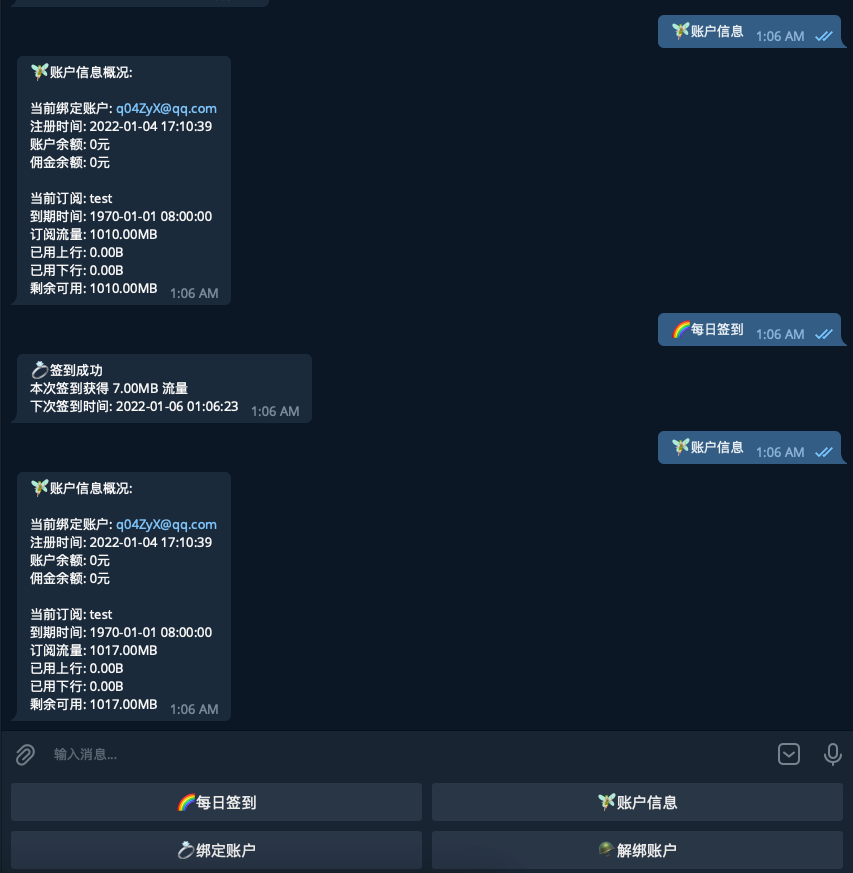 账户信息 1:06 AM
账户信息概况:
当前绑定账户: q04ZyX@qq.com
注册时间: 2022-01-04 17:10:39
账户余额: 0元
佣金余额: 0元
当前订阅: test
到期时间: 1970-01-01 08:00:00
订阅流量: 1010.00MB
已用上行: 0.00B
已用下行: 0.00B
剩余可用: 1010.00MB 1:06 AM
每日签到 1:06 AM
签到成功
本次签到获得 7.00MB 流量
下次签到时间: 2022-01-06 01:06:23 1:06 AM
账户信息 1:06 AM
账户信息概况:
当前绑定账户: q04ZyX@qq.com
注册时间: 2022-01-04 17:10:39
账户余额: 0元
佣金余额: 0元
当前订阅: test
到期时间: 1970-01-01 08:00:00
订阅流量: 1017.00MB
已用上行: 0.00B
已用下行: 0.00B
剩余可用: 1017.00MB 1:06 AM
输入消息...
每日签到
账户信息
绑定账户
解绑账户